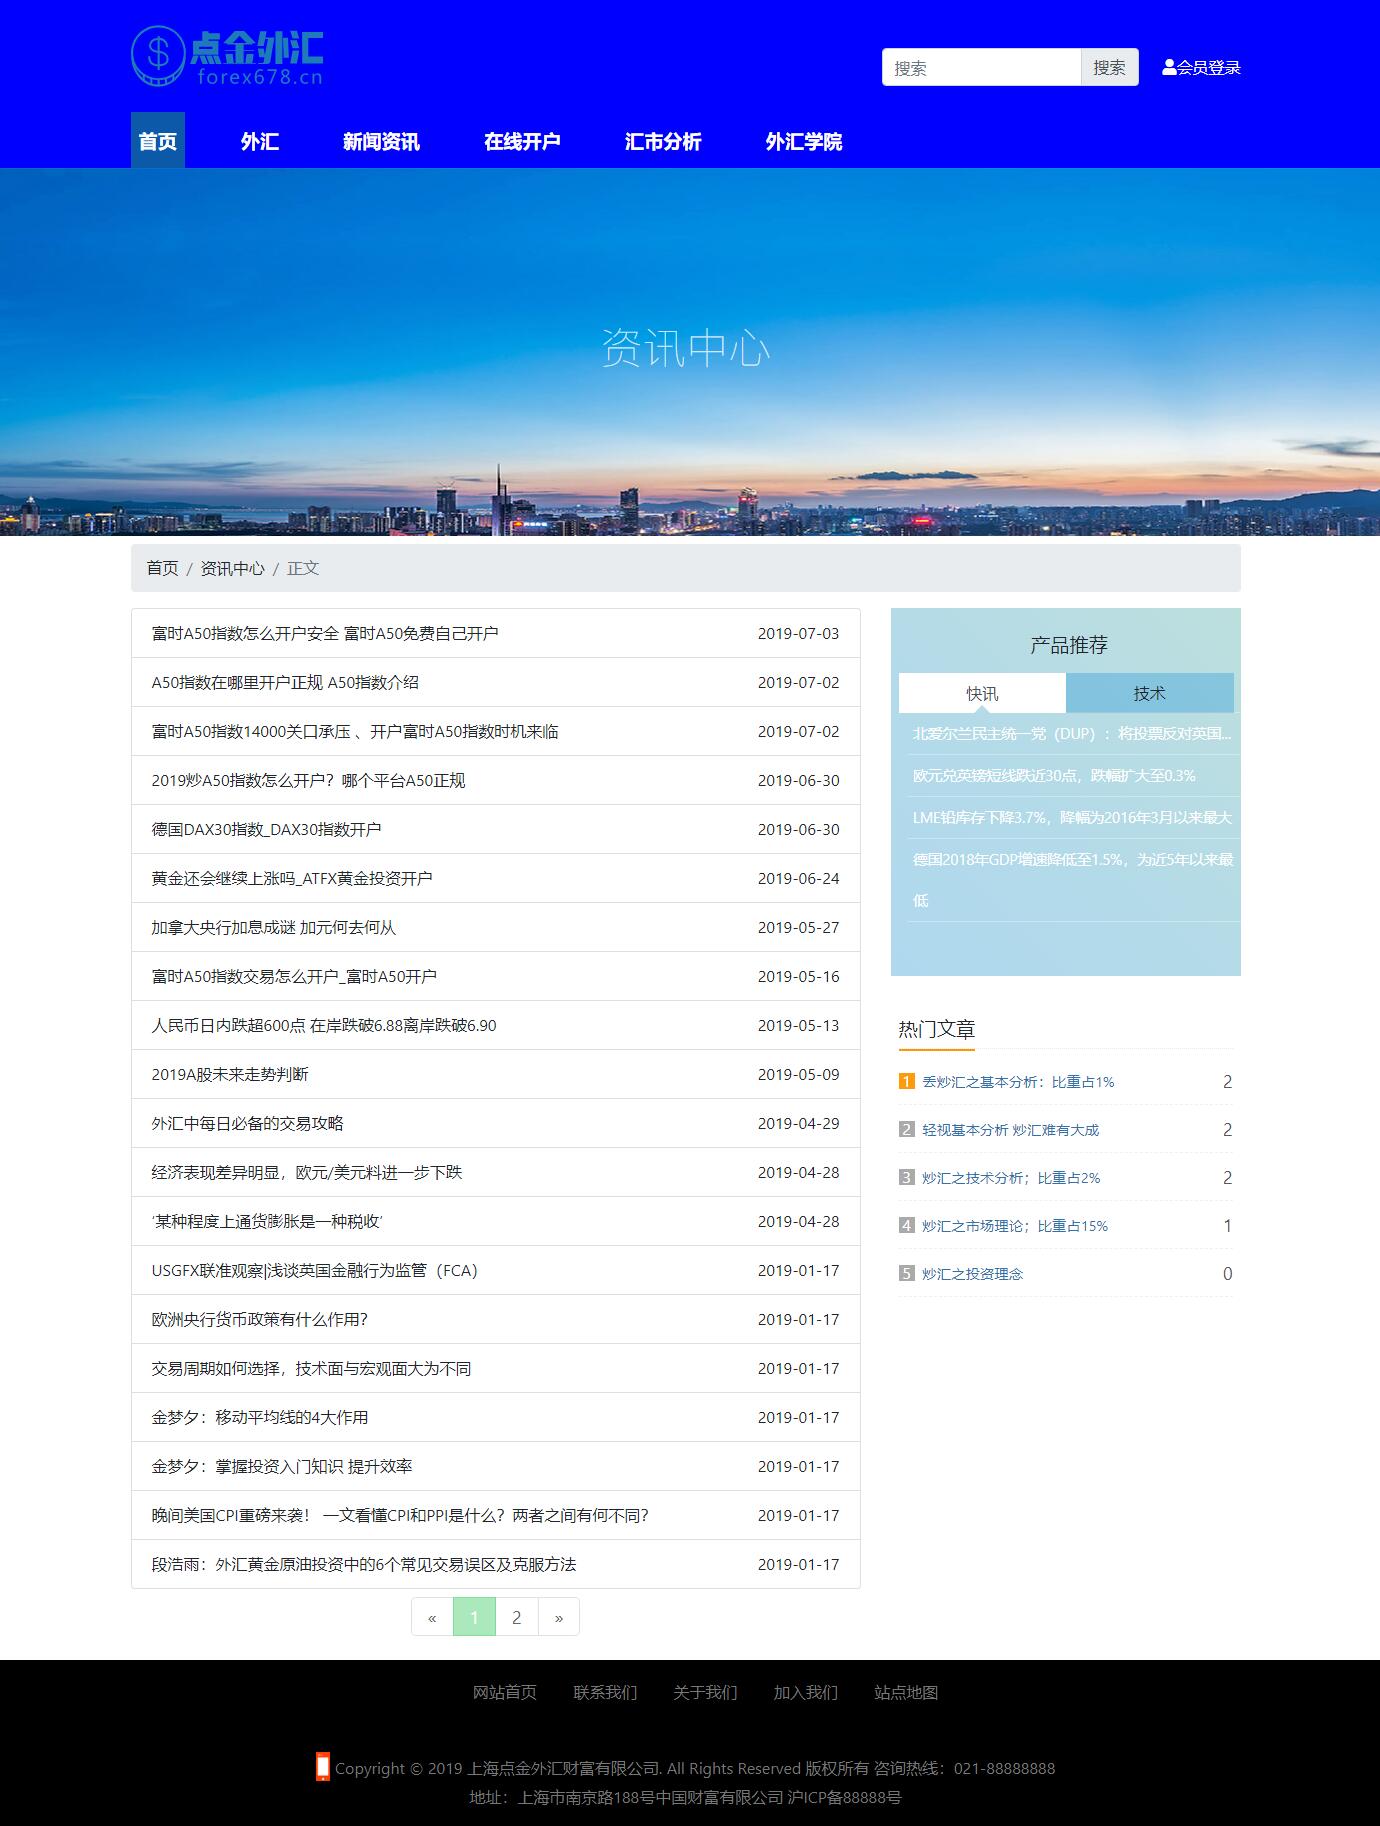 点金外汇
forex678.cn
搜索 搜索 会员登录
首页 外汇 新闻资讯 在线开户 汇市分析 外汇学院
资讯中心
首页 / 资讯中心 / 正文
富时A50指数怎么开户安全 富时A50免费自己开户 2019-07-03
A50指数在哪里开户正规 A50指数介绍 2019-07-02
富时A50指数14000关口承压 、开户富时A50指数时机来临 2019-07-02
2019炒A50指数怎么开户？哪个平台A50正规 2019-06-30
德国DAX30指数_DAX30指数开户 2019-06-30
黄金还会继续上涨吗_ATFX黄金投资开户 2019-06-24
加拿大央行加息成谜 加元何去何从 2019-05-27
富时A50指数交易怎么开户_富时A50开户 2019-05-16
人民币日内跌超600点 在岸跌破6.88离岸跌破6.90 2019-05-13
2019A股未来走势判断 2019-05-09
外汇中每日必备的交易攻略 2019-04-29
经济表现差异明显，欧元/美元料进一步下跌 2019-04-28
‘某种程度上通货膨胀是一种税收’ 2019-04-28
USGFX联准观察|浅谈英国金融行为监管（FCA） 2019-01-17
欧洲央行货币政策有什么作用？ 2019-01-17
交易周期如何选择，技术面与宏观面大为不同 2019-01-17
金梦夕：移动平均线的4大作用 2019-01-17
金梦夕：掌握投资入门知识 提升效率 2019-01-17
晚间美国CPI重磅来袭！ 一文看懂CPI和PPI是什么？两者之间有何不同？ 2019-01-17
段浩雨：外汇黄金原油投资中的6个常见交易误区及克服方法 2019-01-17
« 1 2 »
产品推荐
快讯 技术
北爱尔兰民主统一党（DUP）：将投票反对英国...
欧元兑英镑短线跌近30点，跌幅扩大至0.3%
LME铅库存下降3.7%，降幅为2016年3月以来最大
德国2018年GDP增速降低至1.5%，为近5年以来最
低
热门文章
1 丢炒汇之基本分析：比重占1% 2
2 轻视基本分析 炒汇难有大成 2
3 炒汇之技术分析；比重占2% 2
4 炒汇之市场理论；比重占15% 1
5 炒汇之投资理念 0
网站首页 联系我们 关于我们 加入我们 站点地图
Copyright © 2019 上海点金外汇财富有限公司. All Rights Reserved 版权所有 咨询热线：021-88888888
地址：上海市南京路188号中国财富有限公司 沪ICP备88888号